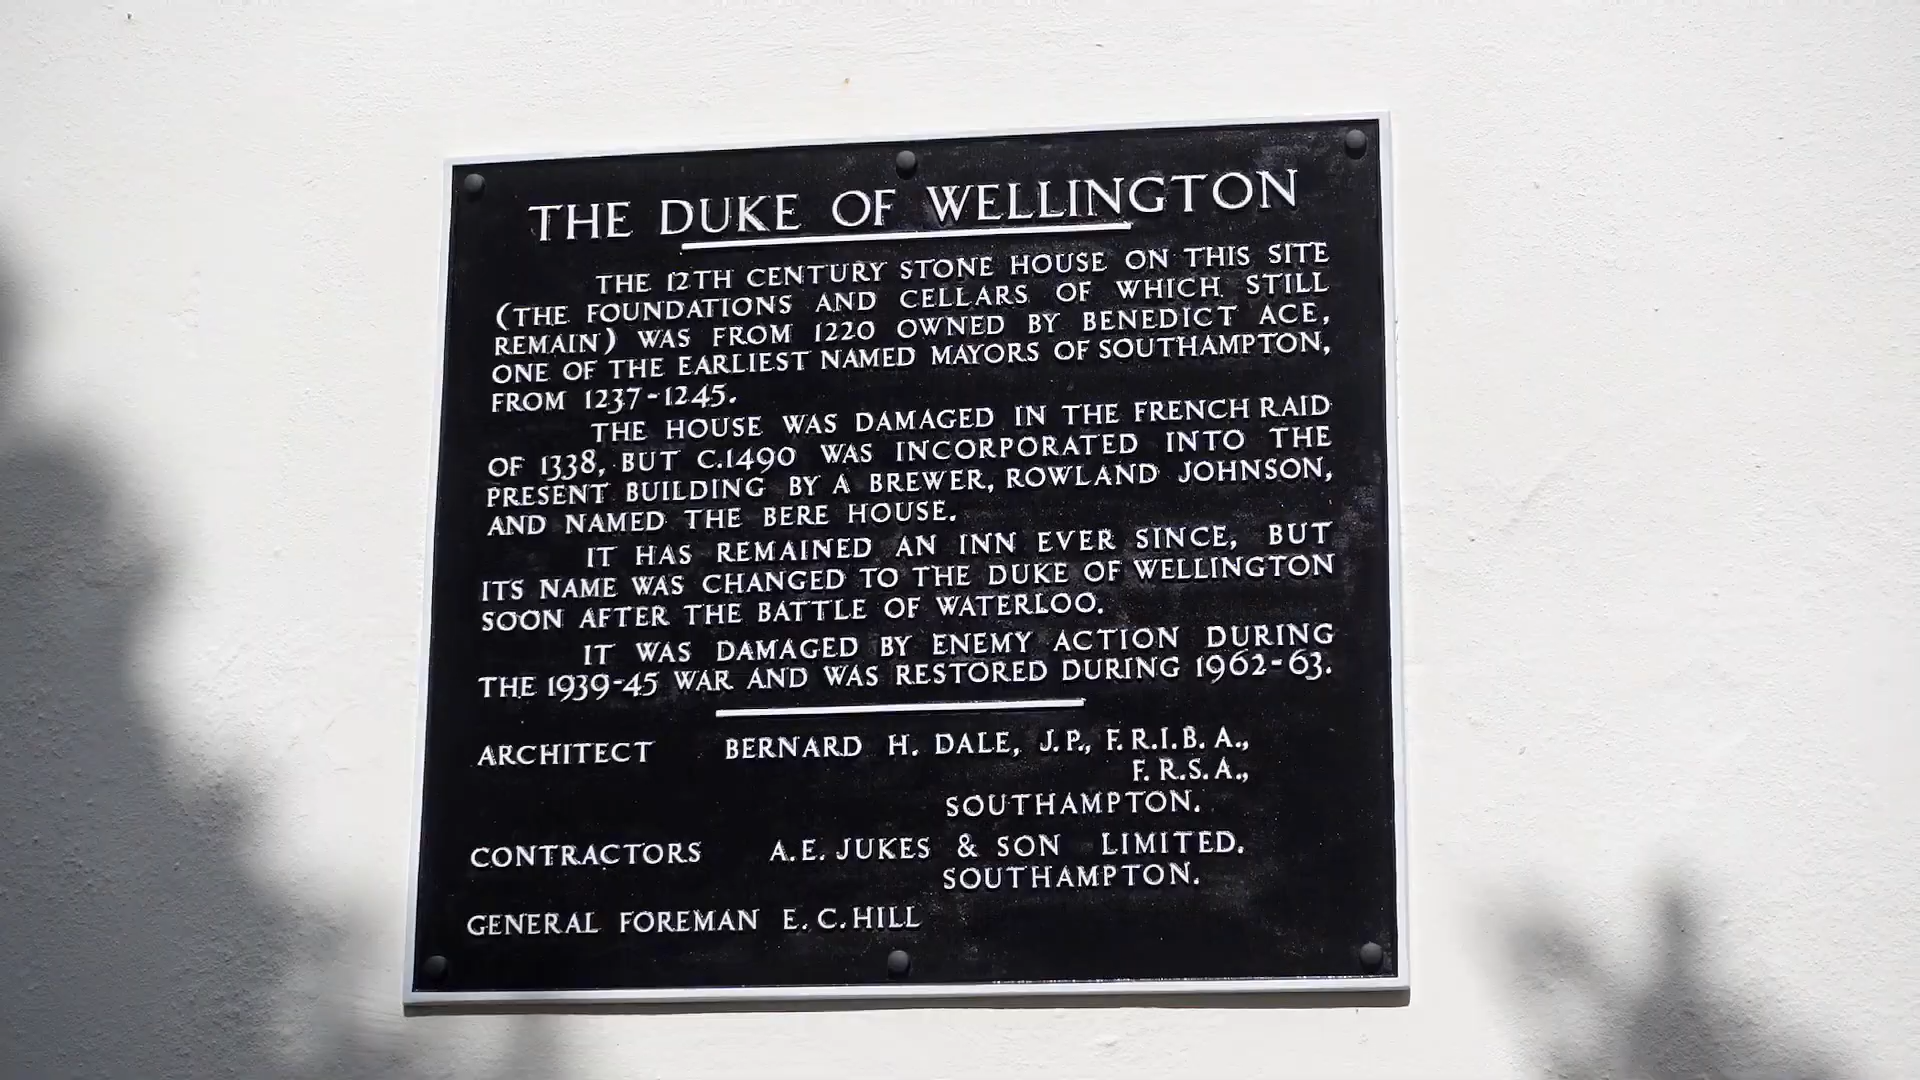 THE DUKE OF WELLINGTON
THE 12TH CENTURY STONE HOUSE ON THIS SITE
(THE FOUNDATIONS AND CELLARS OF WHICH STILL
REMAIN) WAS FROM 1220 OWNED BY BENEDICT ACE,
ONE OF THE EARLIEST NAMED MAYORS OF SOUTHAMPTON,
FROM 1237-1245.
THE HOUSE WAS DAMAGED IN THE FRENCH RAID
OF 1338, BUT C.1490 WAS INCORPORATED INTO THE
PRESENT BUILDING BY A BREWER, ROWLAND JOHNSON,
AND NAMED THE BERE HOUSE.
IT HAS REMAINED AN INN EVER SINCE, BUT
ITS NAME WAS CHANGED TO THE DUKE OF WELLINGTON
SOON AFTER THE BATTLE OF WATERLOO.
IT WAS DAMAGED BY ENEMY ACTION DURING
THE 1939-45 WAR AND WAS RESTORED DURING 1962-63.
ARCHITECT BERNARD H. DALE, J.P., F.R.I.B.A.,
F.R.S.A.,
SOUTHAMPTON.
CONTRACTORS A.E. JUKES & SON LIMITED.
SOUTHAMPTON.
GENERAL FOREMAN E.C.HILL